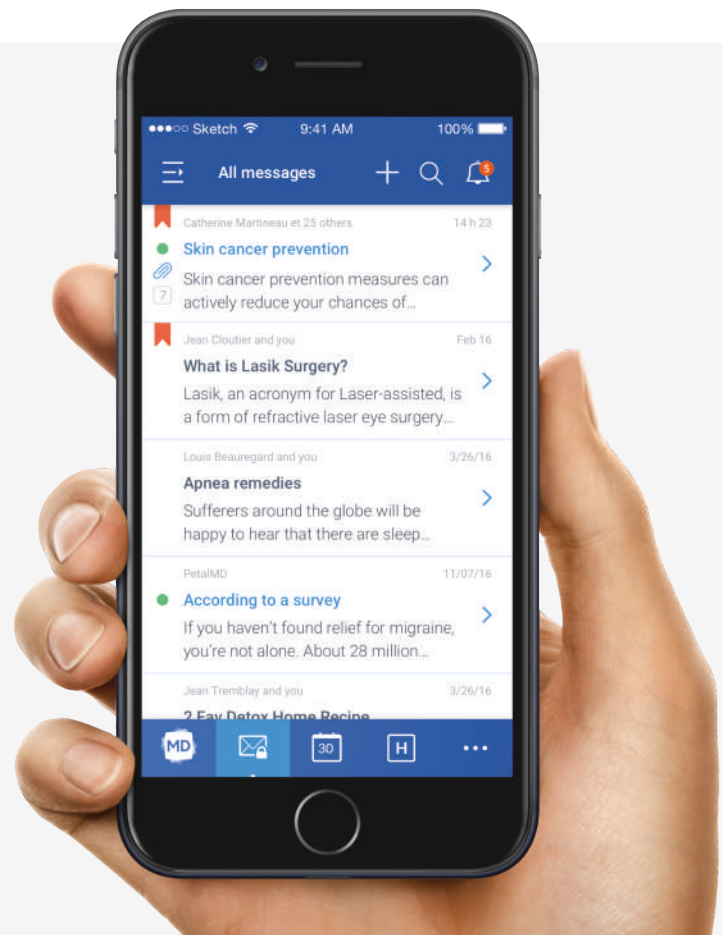 Sketch 9:41 AM 100%
All messages 5
Catherine Martineau et 25 others 14 h 23
Skin cancer prevention
Skin cancer prevention measures can
7
actively reduce your chances of...
Jean Cloutier and you Feb 16
What is Lasik Surgery?
Lasik, an acronym for Laser-assisted, is
a form of refractive laser eye surgery...
Louis Beauregard and you 3/26/16
Apnea remedies
Sufferers around the globe will be
happy to hear that there are sleep...
PetalMD 11/07/16
According to a survey
If you haven't found relief for migraine,
you're not alone. About 28 million...
Jean Tremblay and you 3/26/16
2 Fay Detox Home Recipe
MD 30 H